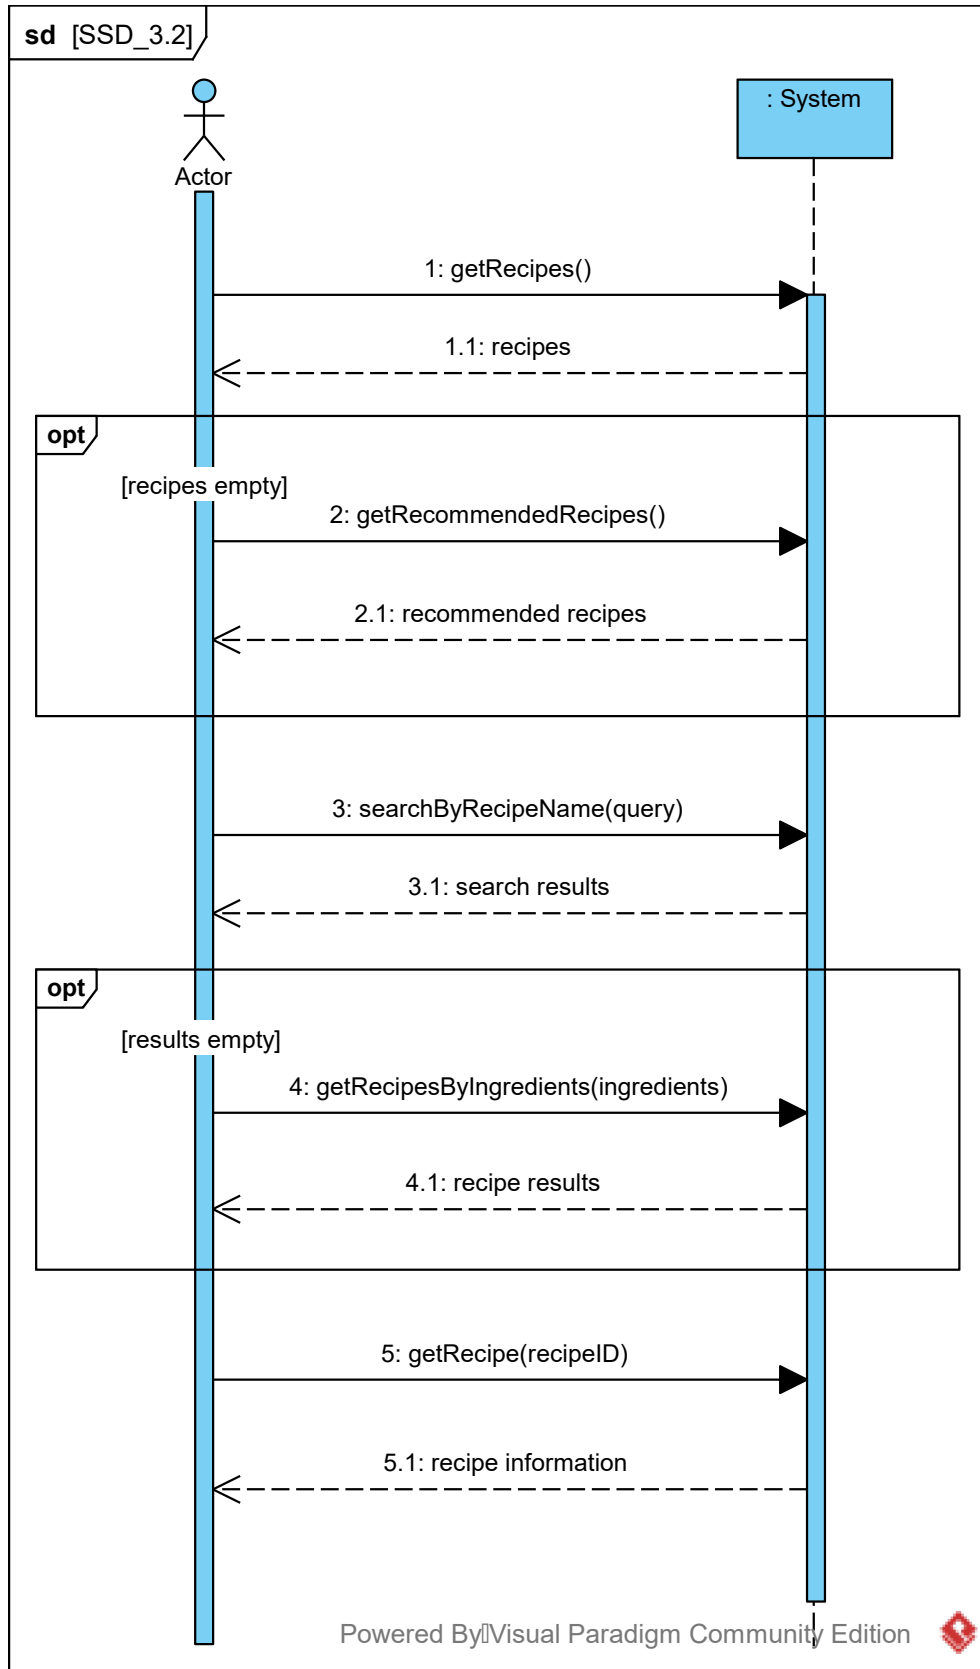 sd [SSD_3.2]
: System
Actor
1: getRecipes()
1.1: recipes
opt
[recipes empty]
2: getRecommendedRecipes()
2.1: recommended recipes
3: searchByRecipeName(query)
3.1: search results
opt
[results empty]
4: getRecipesByIngredients(ingredients)
4.1: recipe results
5: getRecipe(recipeID)
5.1: recipe information
Powered By Visual Paradigm Community Edition